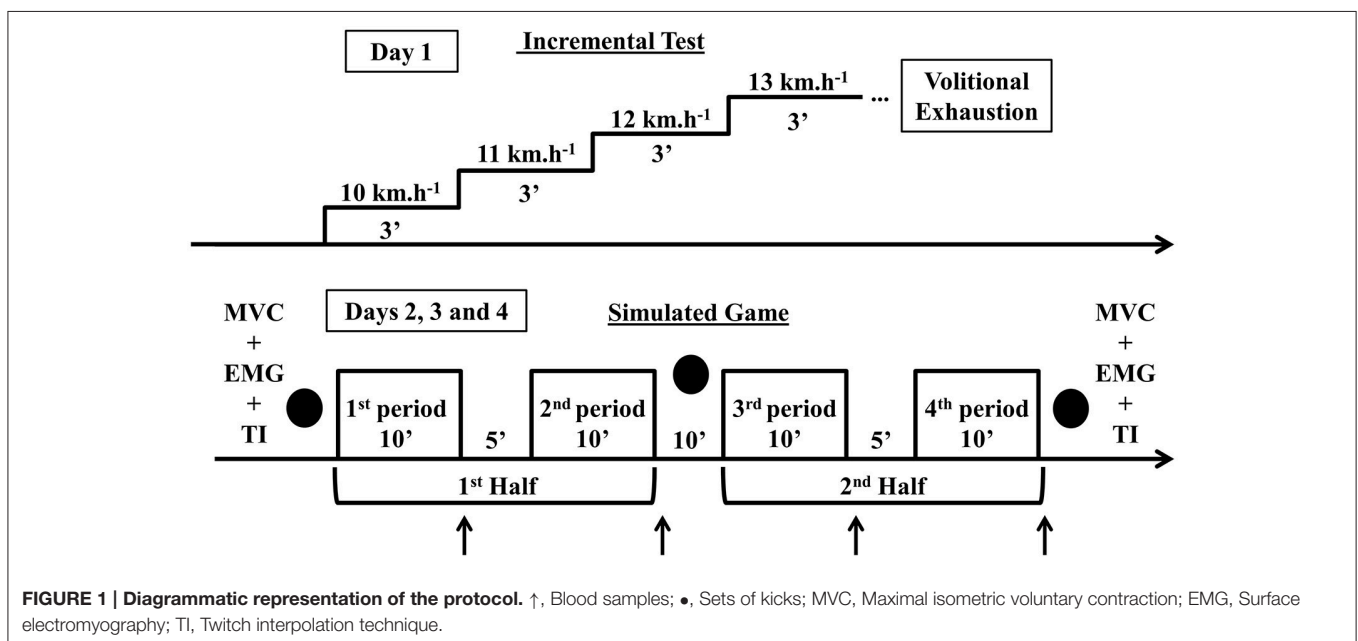 Day 1
Incremental Test
10 km.h-1
3’
11 km.h-1
3’
12 km.h-1
3’
13 km.h-1
3’
...
Volitional
Exhaustion
Days 2, 3 and 4
Simulated Game
MVC
+
EMG
+
TI
1st period
10’
5’
2nd period
10’
10’
3rd period
10’
5’
4th period
10’
MVC
+
EMG
+
TI
1st Half
2nd Half
FIGURE 1 | Diagrammatic representation of the protocol. ↑, Blood samples; ●, Sets of kicks; MVC, Maximal isometric voluntary contraction; EMG, Surface
electromyography; TI, Twitch interpolation technique.